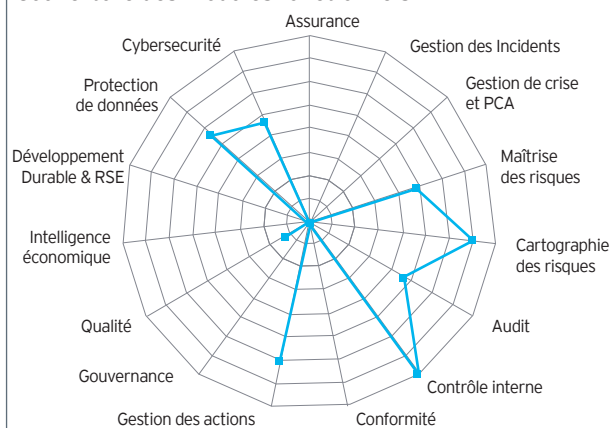 Assurance
Gestion des Incidents
Gestion de crise
et PCA
Maîtrise
des risques
Cartographie
des risques
Audit
Contrôle interne
Conformité
Gestion des actions
Gouvernance
Qualité
Intelligence
économique
Développement
Durable & RSE
Protection
de données
Cybersecurité